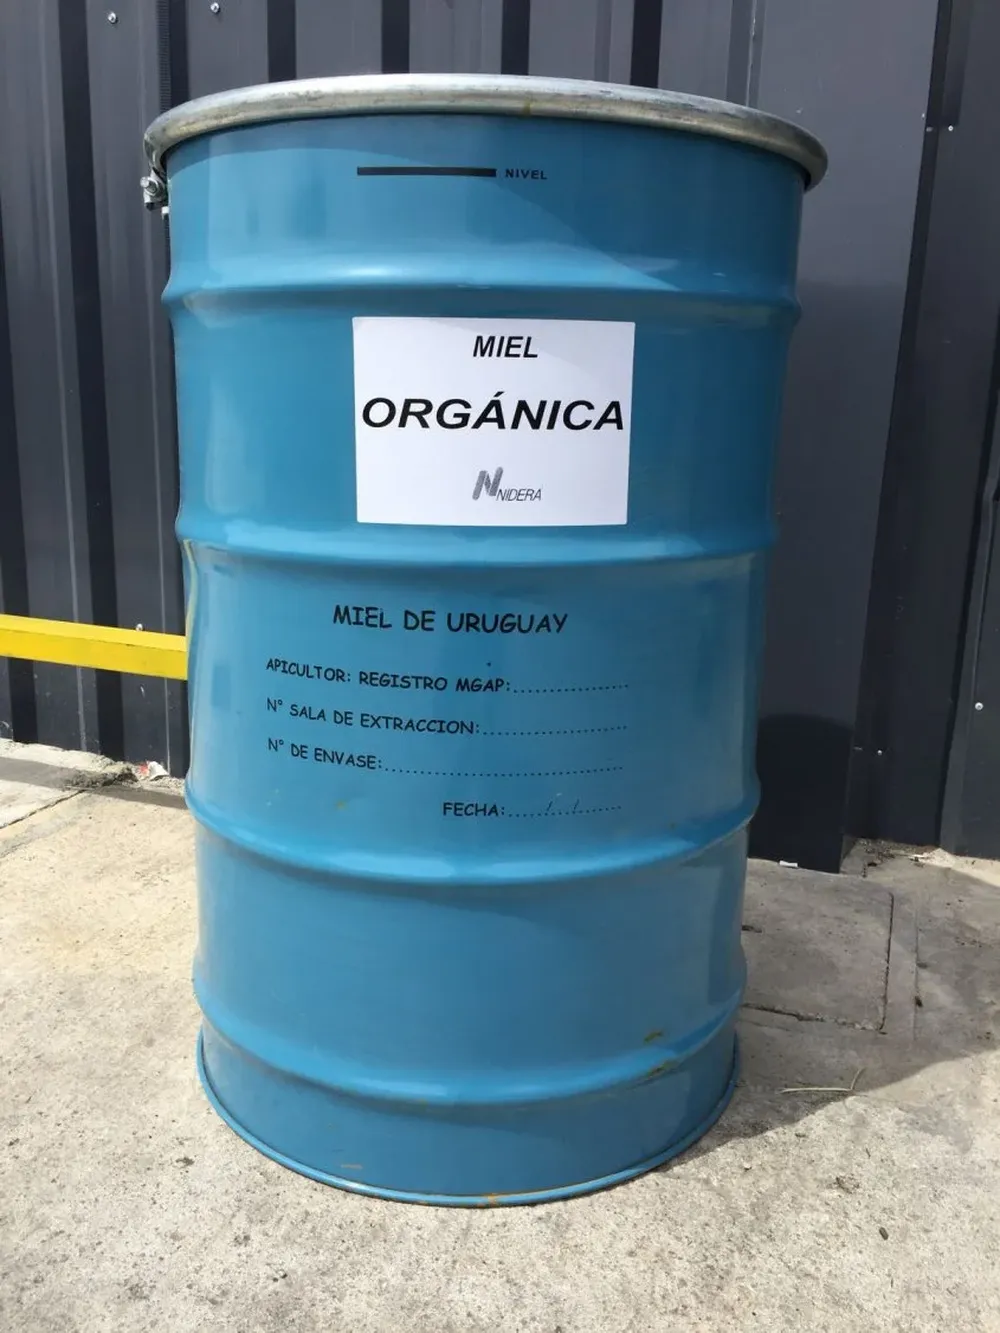 NIVEL
MIEL
ORGÁNICA
NIDERA
MIEL DE URUGUAY
APICULTOR: REGISTRO MGAP:................
N° SALA DE EXTRACCION:....................
N° DE ENVASE:.................................
FECHA:....../../.......